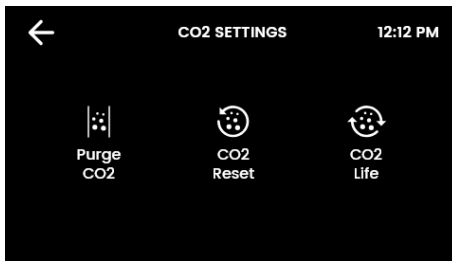 CO2 SETTINGS
12:12 PM
Purge
CO2
CO2
Reset
CO2
Life